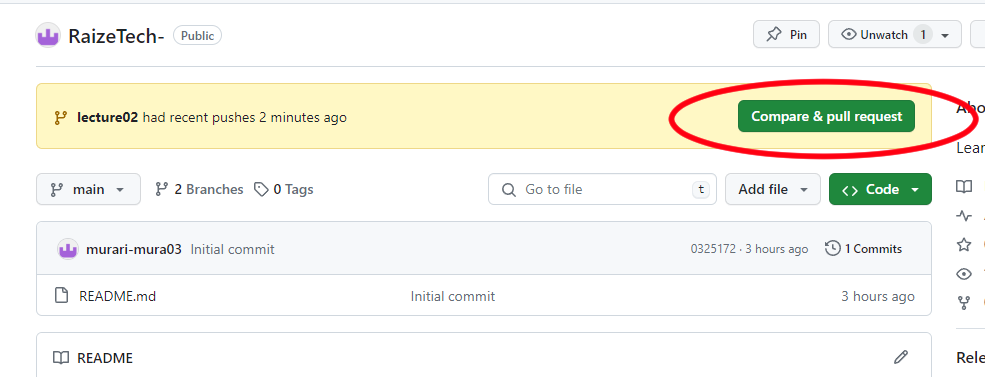 RaizeTech- Public
Pin
Unwatch 1
lecture02 had recent pushes 2 minutes ago
Compare & pull request
main
2 Branches
0 Tags
Go to file t
Add file
Code
murari-mura03 Initial commit
0325172 · 3 hours ago
1 Commits
README.md
Initial commit
3 hours ago
README
Abo
Lear
Rele